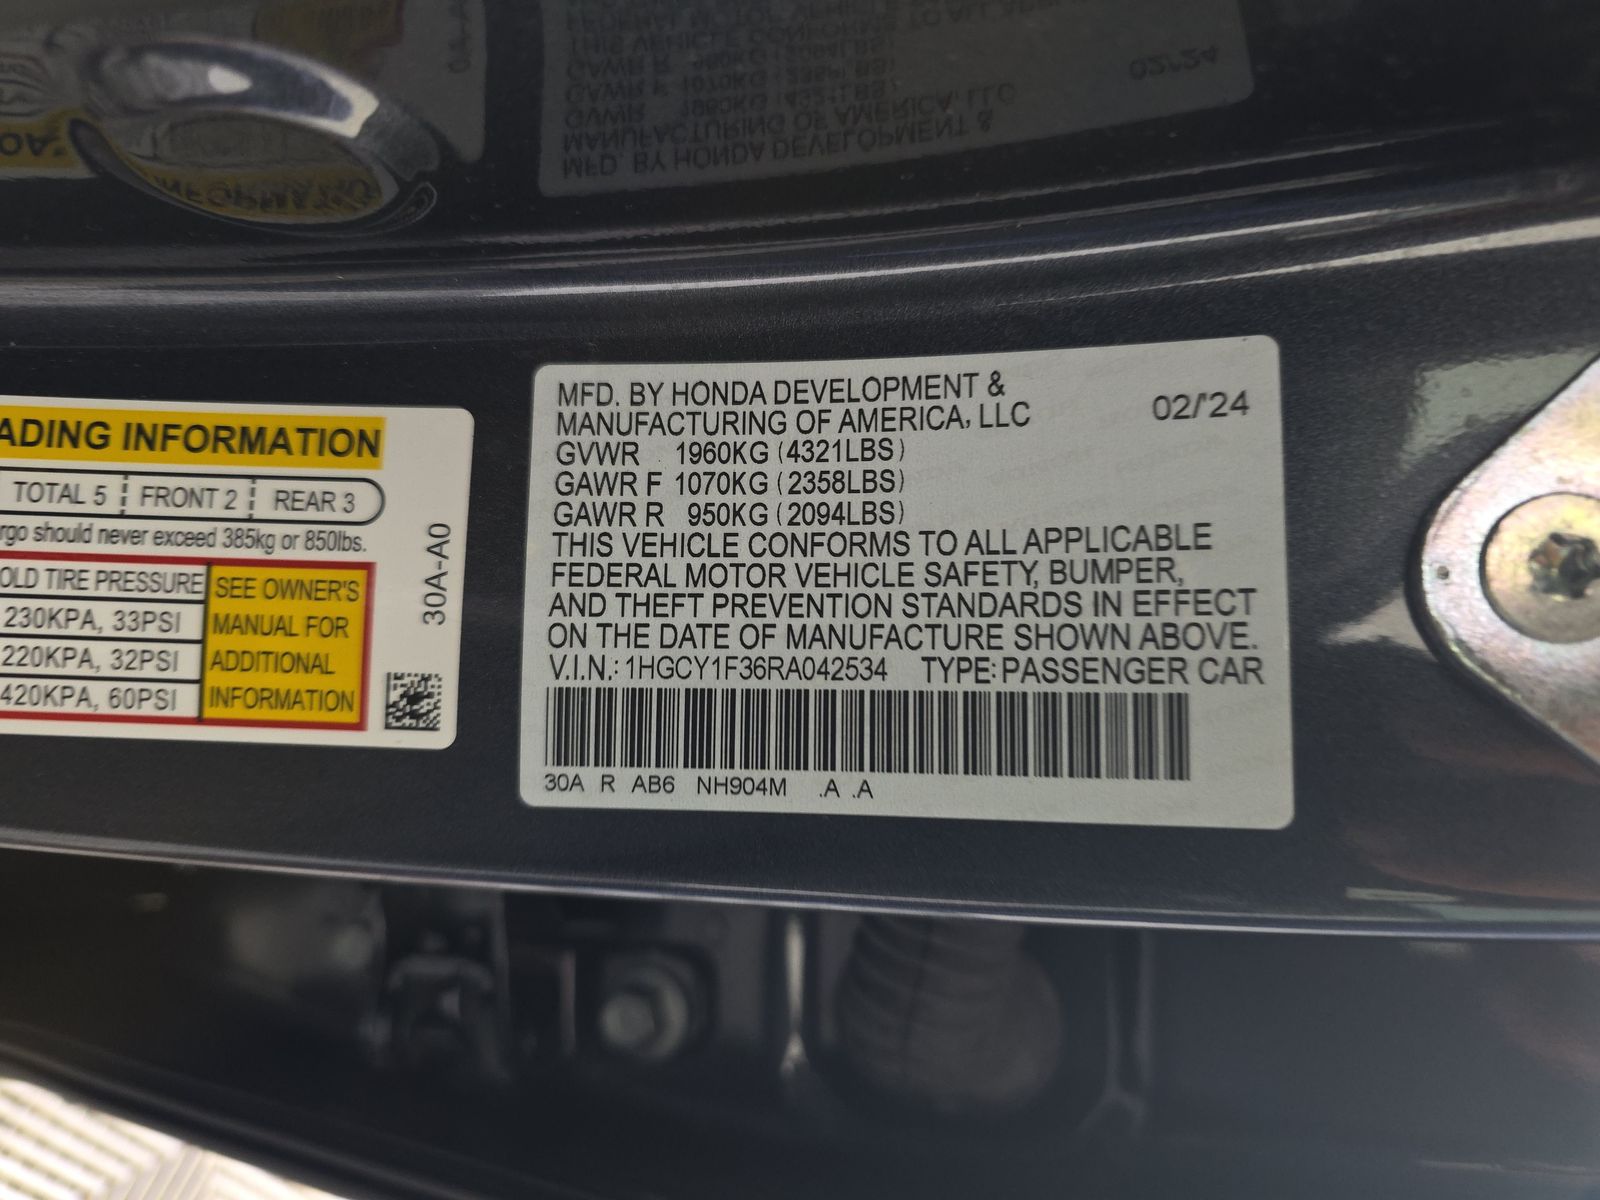 ADING INFORMATION
TOTAL 5 FRONT 2 REAR 3
rgo should never exceed 385kg or 850lbs.
OLD TIRE PRESSURE
230KPA, 33PSI
220KPA, 32PSI
420KPA, 60PSI
SEE OWNER'S
MANUAL FOR
ADDITIONAL
INFORMATION
30A-A0
MFD. BY HONDA DEVELOPMENT &
MANUFACTURING OF AMERICA, LLC
02/'24
GVWR 1960KG (4321LBS)
GAWR F 1070KG (2358LBS)
GAWR R 950KG (2094LBS)
THIS VEHICLE CONFORMS TO ALL APPLICABLE
FEDERAL MOTOR VEHICLE SAFETY, BUMPER,
AND THEFT PREVENTION STANDARDS IN EFFECT
ON THE DATE OF MANUFACTURE SHOWN ABOVE.
V.I.N.: 1HGCY1F36RA042534 TYPE: PASSENGER CAR
30A R AB6 NH904M .A .A